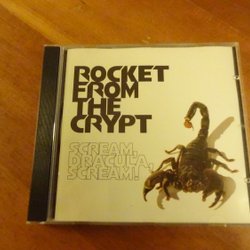 ROCKET
FROM
THE
CRYPT
SCREAM,
DRACULA,
SCREAM!